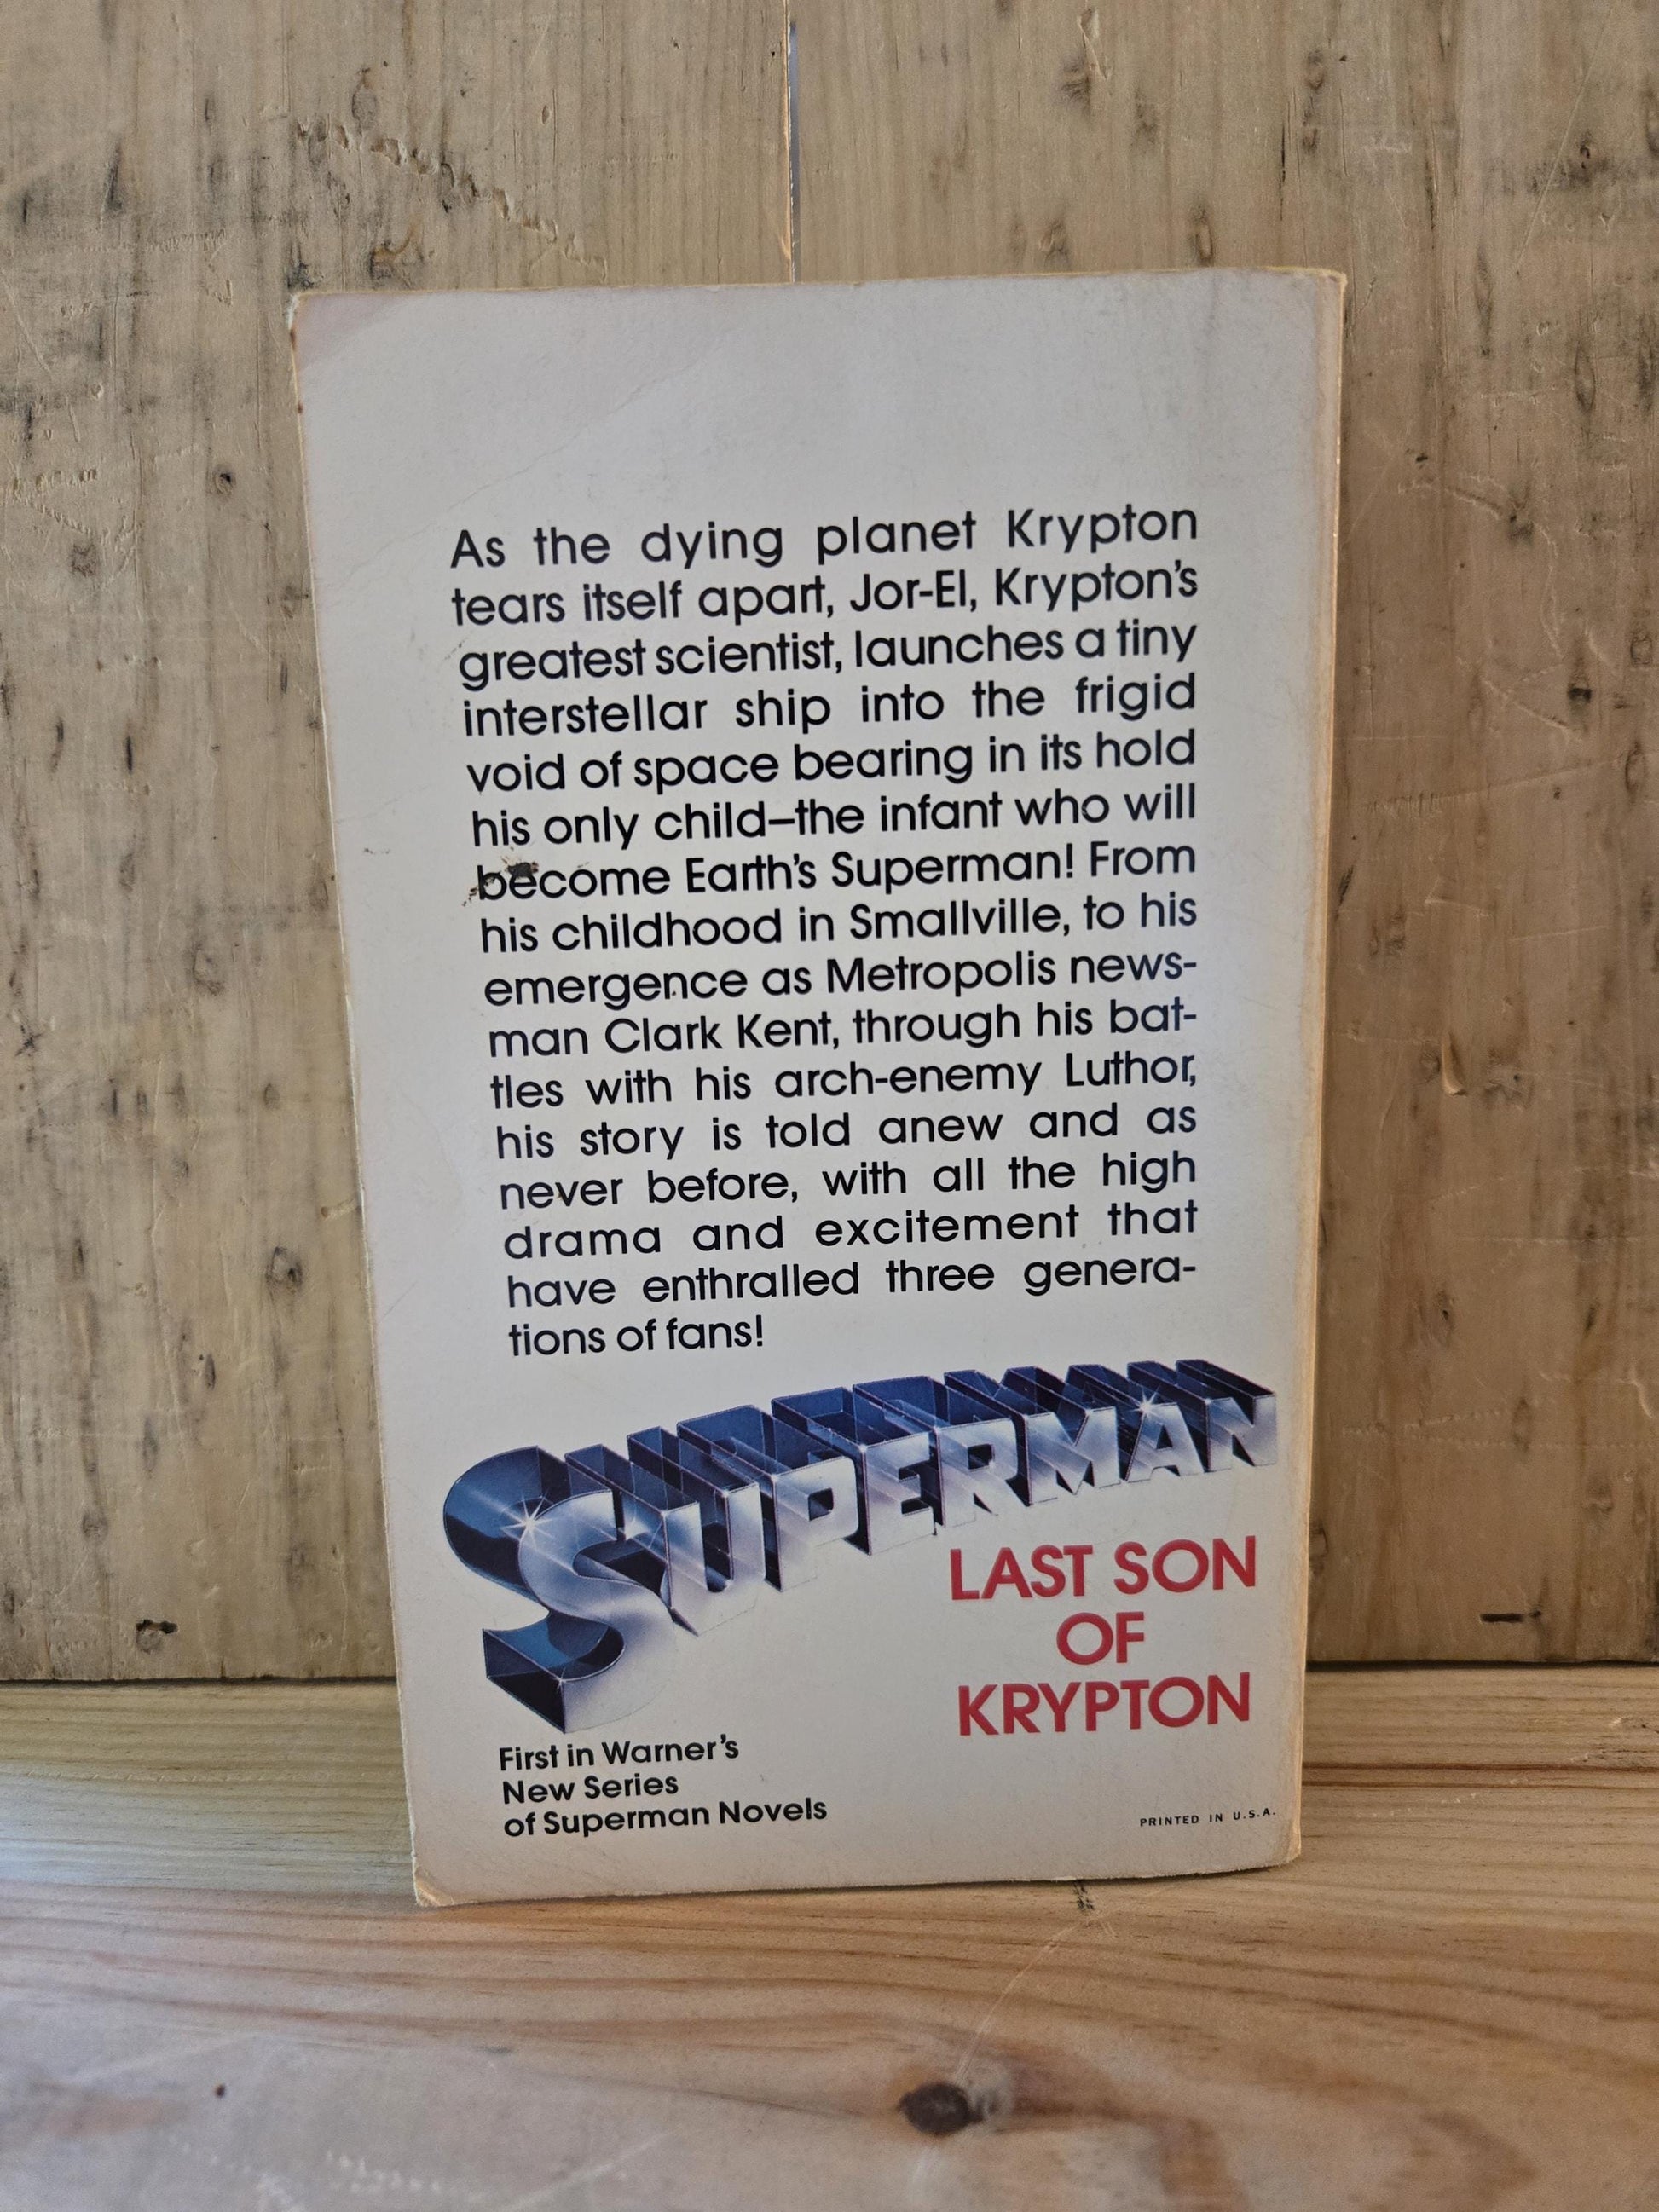 As the dying planet Krypton
tears itself apart, Jor-El, Krypton's
greatest scientist, launches a tiny
interstellar ship into the frigid
void of space bearing in its hold
his only child–the infant who will
become Earth's Superman! From
his childhood in Smallville, to his
emergence as Metropolis news-
man Clark Kent, through his bat-
tles with his arch-enemy Luthor,
his story is told anew and as
never before, with all the high
drama and excitement that
have enthralled three genera-
tions of fans!
SUPERMAN
LAST SON
OF
KRYPTON
First in Warner's
New Series
of Superman Novels
PRINTED IN U.S.A.